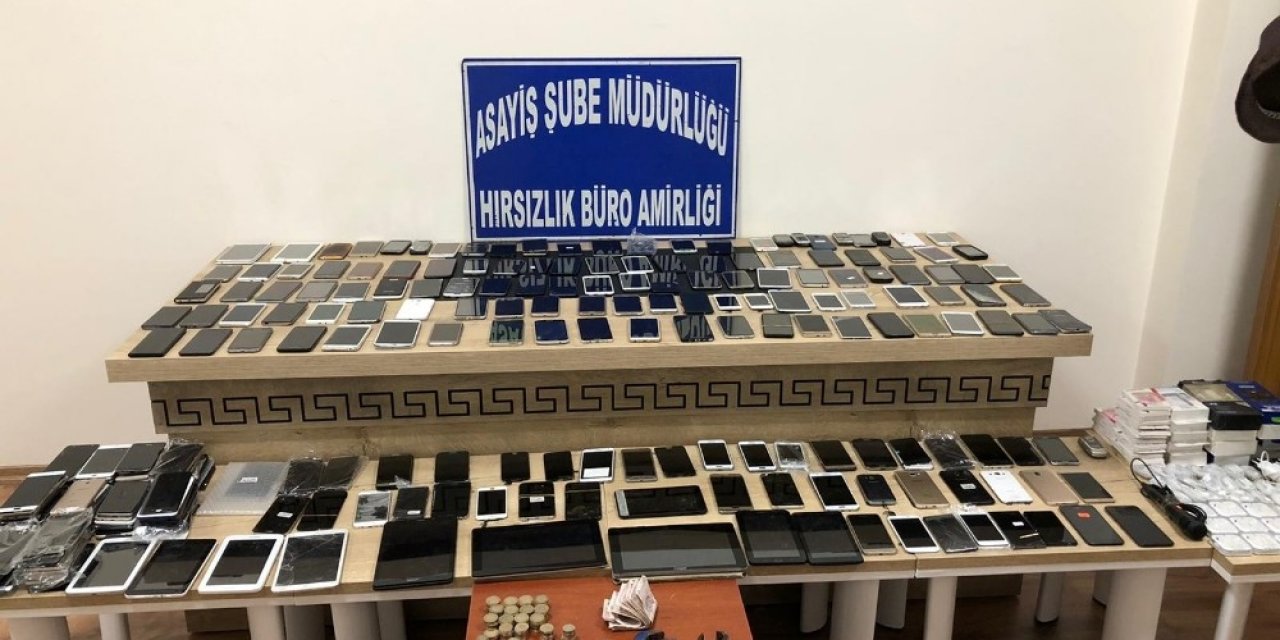 ASAYİŞ ŞUBE MÜDÜRLÜĞÜ
HIRSIZLIK BÜRO AMİRLİĞİ